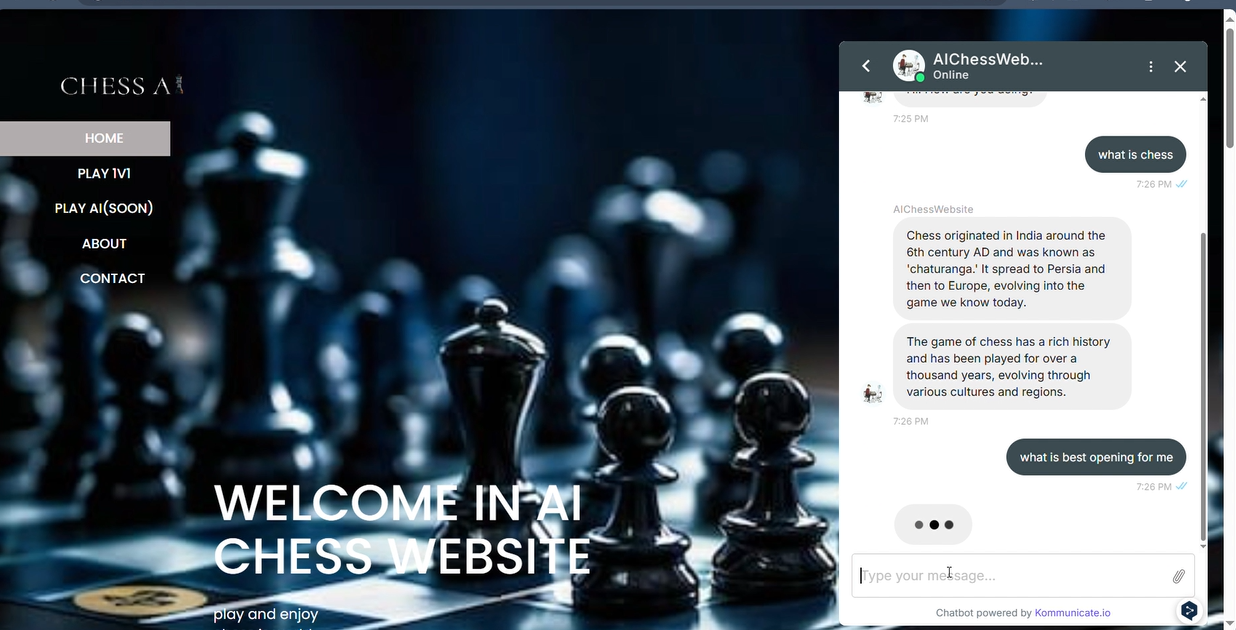 CHESS AI
HOME
PLAY 1V1
PLAY AI(SOON)
ABOUT
CONTACT
WELCOME IN AI
CHESS WEBSITE
play and enjoy
AIChessWeb...
Online
7:25 PM
what is chess
7:26 PM
AIChessWebsite
Chess originated in India around the
6th century AD and was known as
'chaturanga.' It spread to Persia and
then to Europe, evolving into the
game we know today.
The game of chess has a rich history
and has been played for over a
thousand years, evolving through
various cultures and regions.
7:26 PM
what is best opening for me
7:26 PM
Type your message...
Chatbot powered by Kommunicate.io